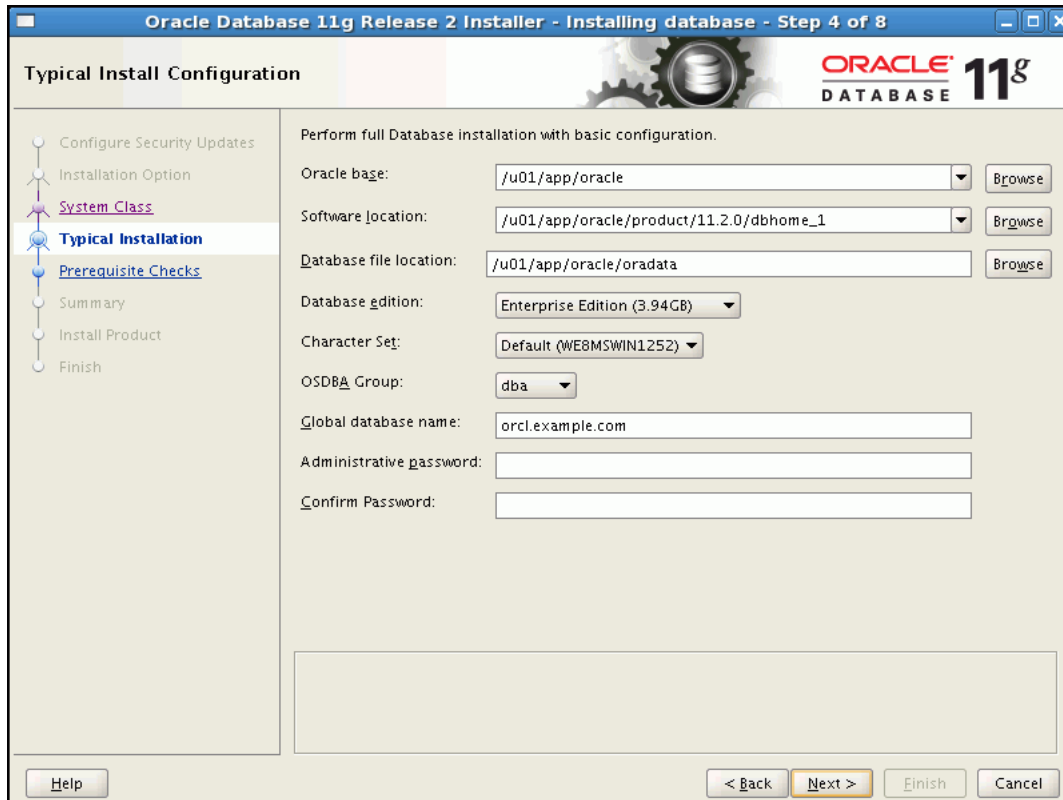 Oracle Database 11g Release 2 Installer - Installing database - Step 4 of 8
Typical Install Configuration
ORACLE DATABASE 11g
Configure Security Updates
Installation Option
System Class
Typical Installation
Prerequisite Checks
Summary
Install Product
Finish
Perform full Database installation with basic configuration.
Oracle base: /u01/app/oracle Browse
Software location: /u01/app/oracle/product/11.2.0/dbhome_1 Browse
Database file location: /u01/app/oracle/oradata Browse
Database edition: Enterprise Edition (3.94GB)
Character Set: Default (WE8MSWIN1252)
OSDBA Group: dba
Global database name: orcl.example.com
Administrative password:
Confirm Password:
Help < Back Next > Finish Cancel